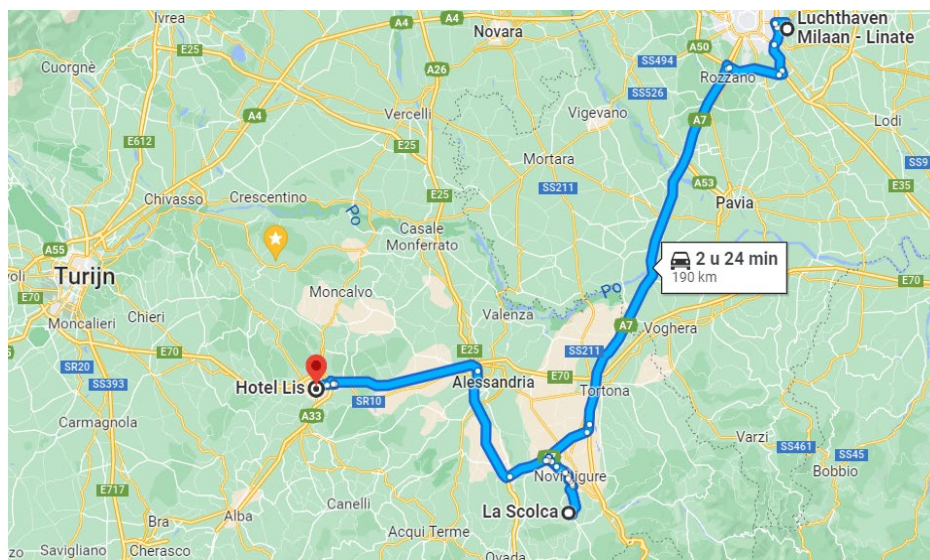 Ivrea
A4
Novara
Luchthaven
Milaan - Linate
E25
A50
SS494
Cuorgnè
A26
Rozzano
SS526
A4
Vercelli
Vigevano
A7
Lodi
E612
E25
SS9
Mortara
A53
SS211
E35
Chivasso
Crescentino
E25
Pavia
Po
Casale
Monferrato
A55
2 u 24 min
190 km
Turijn
E70
E70
Moncalvo
Po
Moncalieri
Chieri
Valenza
A7
Voghera
E70
E25
SS211
SR20
Hotel Lis
Alessandria
E70
SS393
SR10
Tortona
A33
Carmagnola
Varzi
SS461
SS45
Novi Ligure
Bobbio
E717
Canelli
La Scolca
Alba
Bra
Acqui Terme
Savigliano
Cherasco
Ovada